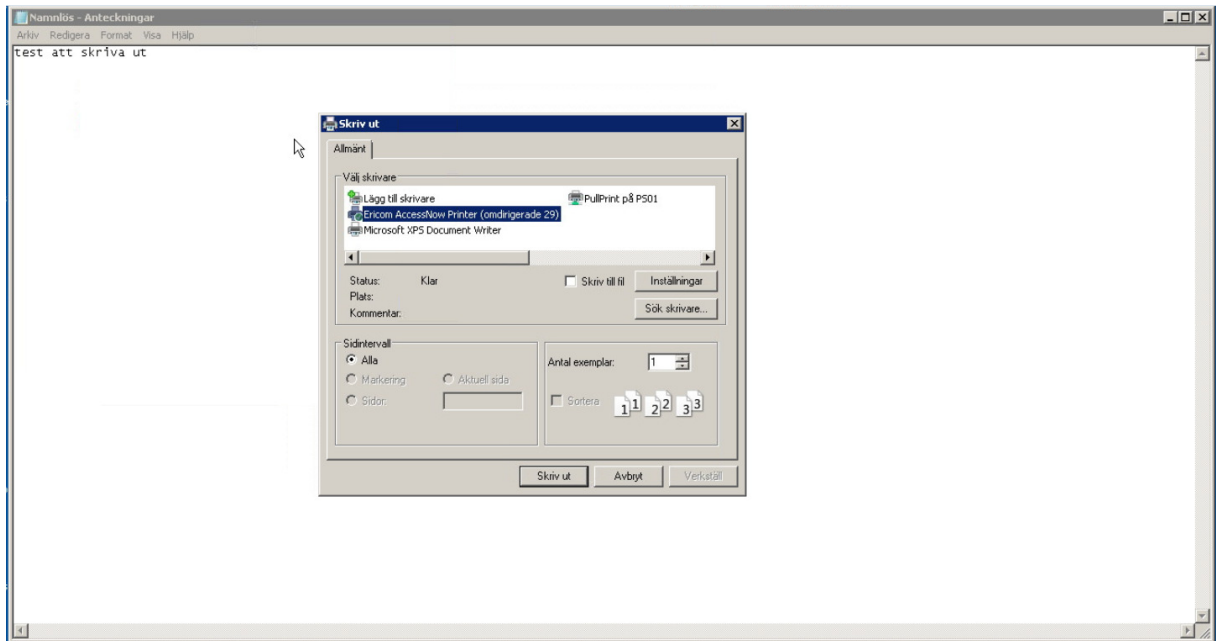 Namnlös - Anteckningar
Arkiv Redigera Format Visa Hjälp
test att skriva ut
Skriv ut
Allmänt
Välj skrivare
Lägg till skrivare
PullPrint på PS01
Ericom AccessNow Printer (omdirigerade 29)
Microsoft XPS Document Writer
Status: Klar
Skriv till fil
Inställningar
Plats:
Kommentar:
Sök skrivare...
Sidintervall
Alla
Antal exemplar: 1
Markering
Aktuell sida
Sidor:
Sortera
1 1 2 2 3 3
Skriv ut
Avbryt
Verkställ